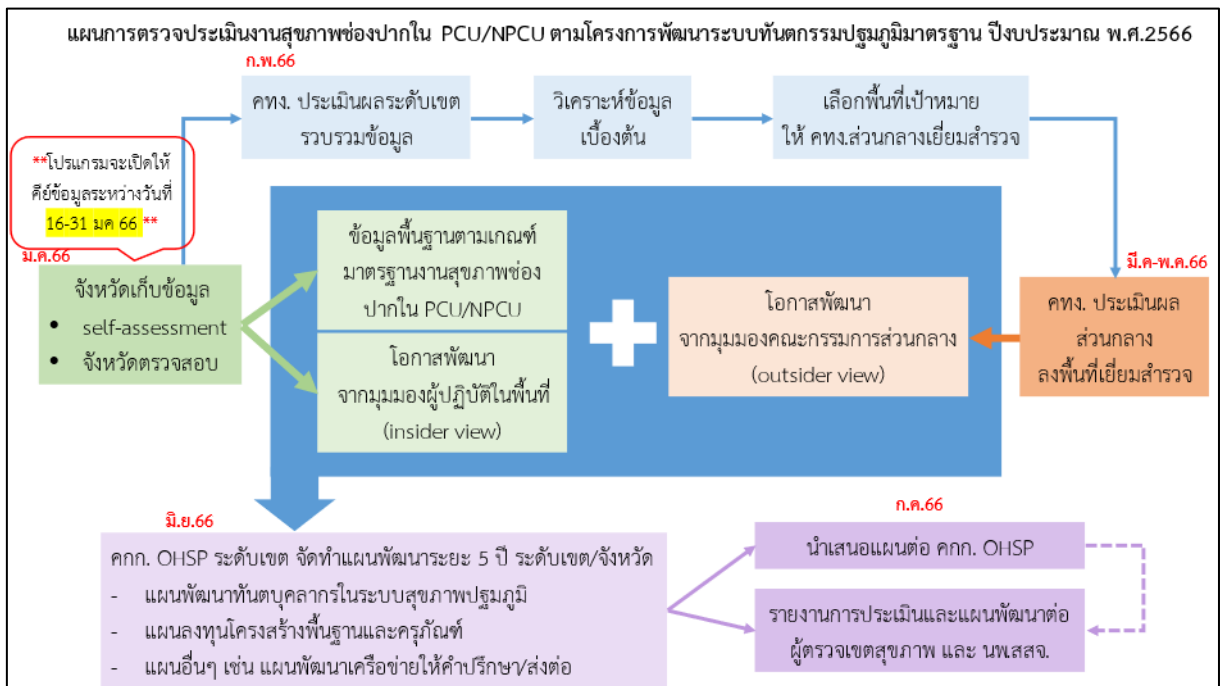 แผนการตรวจประเมินงานสุขภาพช่องปากใน PCU/NPCU ตามโครงการพัฒนาระบบทันตกรรมปฐมภูมิมาตรฐาน ปีงบประมาณ พ.ศ.2566
ก.พ.66
คทง. ประเมินผลระดับเขต
รวบรวมข้อมูล
วิเคราะห์ข้อมูล
เบื้องต้น
เลือกพื้นที่เป้าหมาย
ให้ คทง.ส่วนกลางเยี่ยมสำรวจ
**โปรแกรมจะเปิดให้
คีย์ข้อมูลระหว่างวันที่
16-31 มค 66 **
ม.ค.66
จังหวัดเก็บข้อมูล
• self-assessment
• จังหวัดตรวจสอบ
ข้อมูลพื้นฐานตามเกณฑ์
มาตรฐานงานสุขภาพช่อง
ปากใน PCU/NPCU
โอกาสพัฒนา
จากมุมมองผู้ปฏิบัติในพื้นที่
(insider view)
โอกาสพัฒนา
จากมุมมองคณะกรรมการส่วนกลาง
(outsider view)
มี.ค-พ.ค.66
คทง. ประเมินผล
ส่วนกลาง
ลงพื้นที่เยี่ยมสำรวจ
มิ.ย.66
คกก. OHSP ระดับเขต จัดทำแผนพัฒนาระยะ 5 ปี ระดับเขต/จังหวัด
- แผนพัฒนาทันตบุคลากรในระบบสุขภาพปฐมภูมิ
- แผนลงทุนโครงสร้างพื้นฐานและครุภัณฑ์
- แผนอื่นๆ เช่น แผนพัฒนาเครือข่ายให้คำปรึกษา/ส่งต่อ
ก.ค.66
นำเสนอแผนต่อ คกก. OHSP
รายงานการประเมินและแผนพัฒนาต่อ
ผู้ตรวจเขตสุขภาพ และ นพ.สสจ.